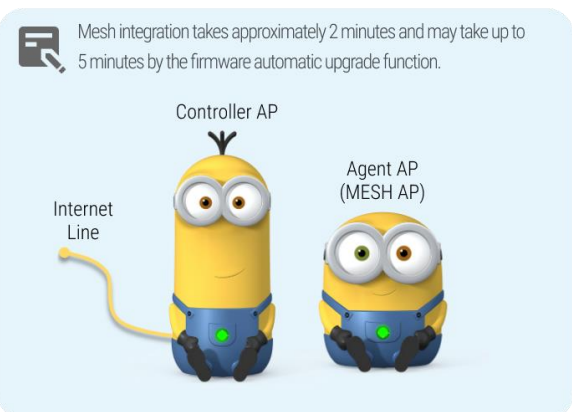 Mesh integration takes approximately 2 minutes and may take up to
5 minutes by the firmware automatic upgrade function.
Controller AP
Agent AP
(MESH AP)
Internet
Line